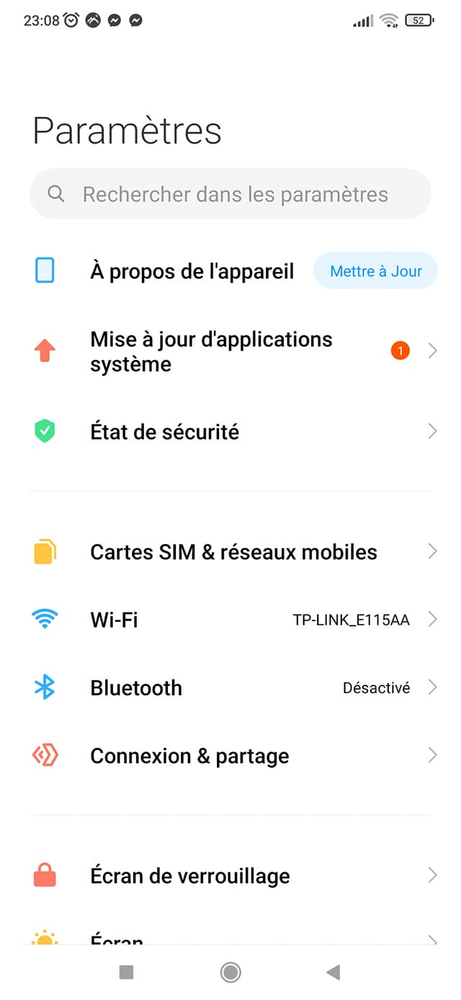 23:08
52
Paramètres
Rechercher dans les paramètres
À propos de l'appareil
Mettre à Jour
Mise à jour d'applications
système
1
État de sécurité
Cartes SIM & réseaux mobiles
Wi-Fi
TP-LINK_E115AA
Bluetooth
Désactivé
Connexion & partage
Écran de verrouillage
Écran